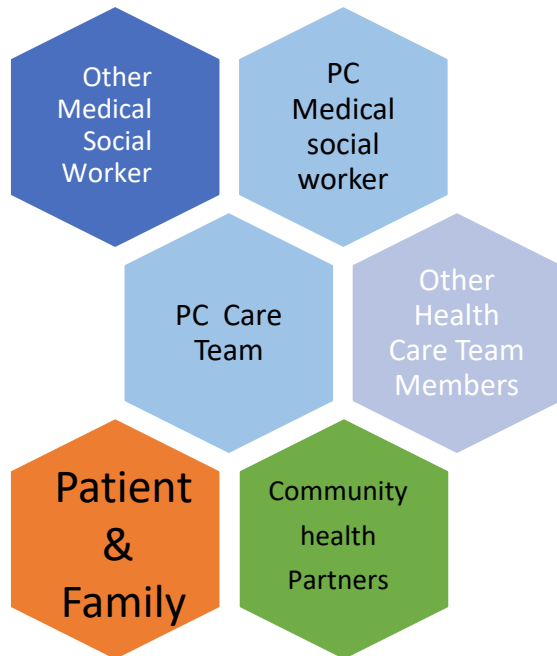 Other
Medical
Social
Worker
PC
Medical
social
worker
PC Care
Team
Other
Health
Care Team
Members
Patient
&
Family
Community
health
Partners